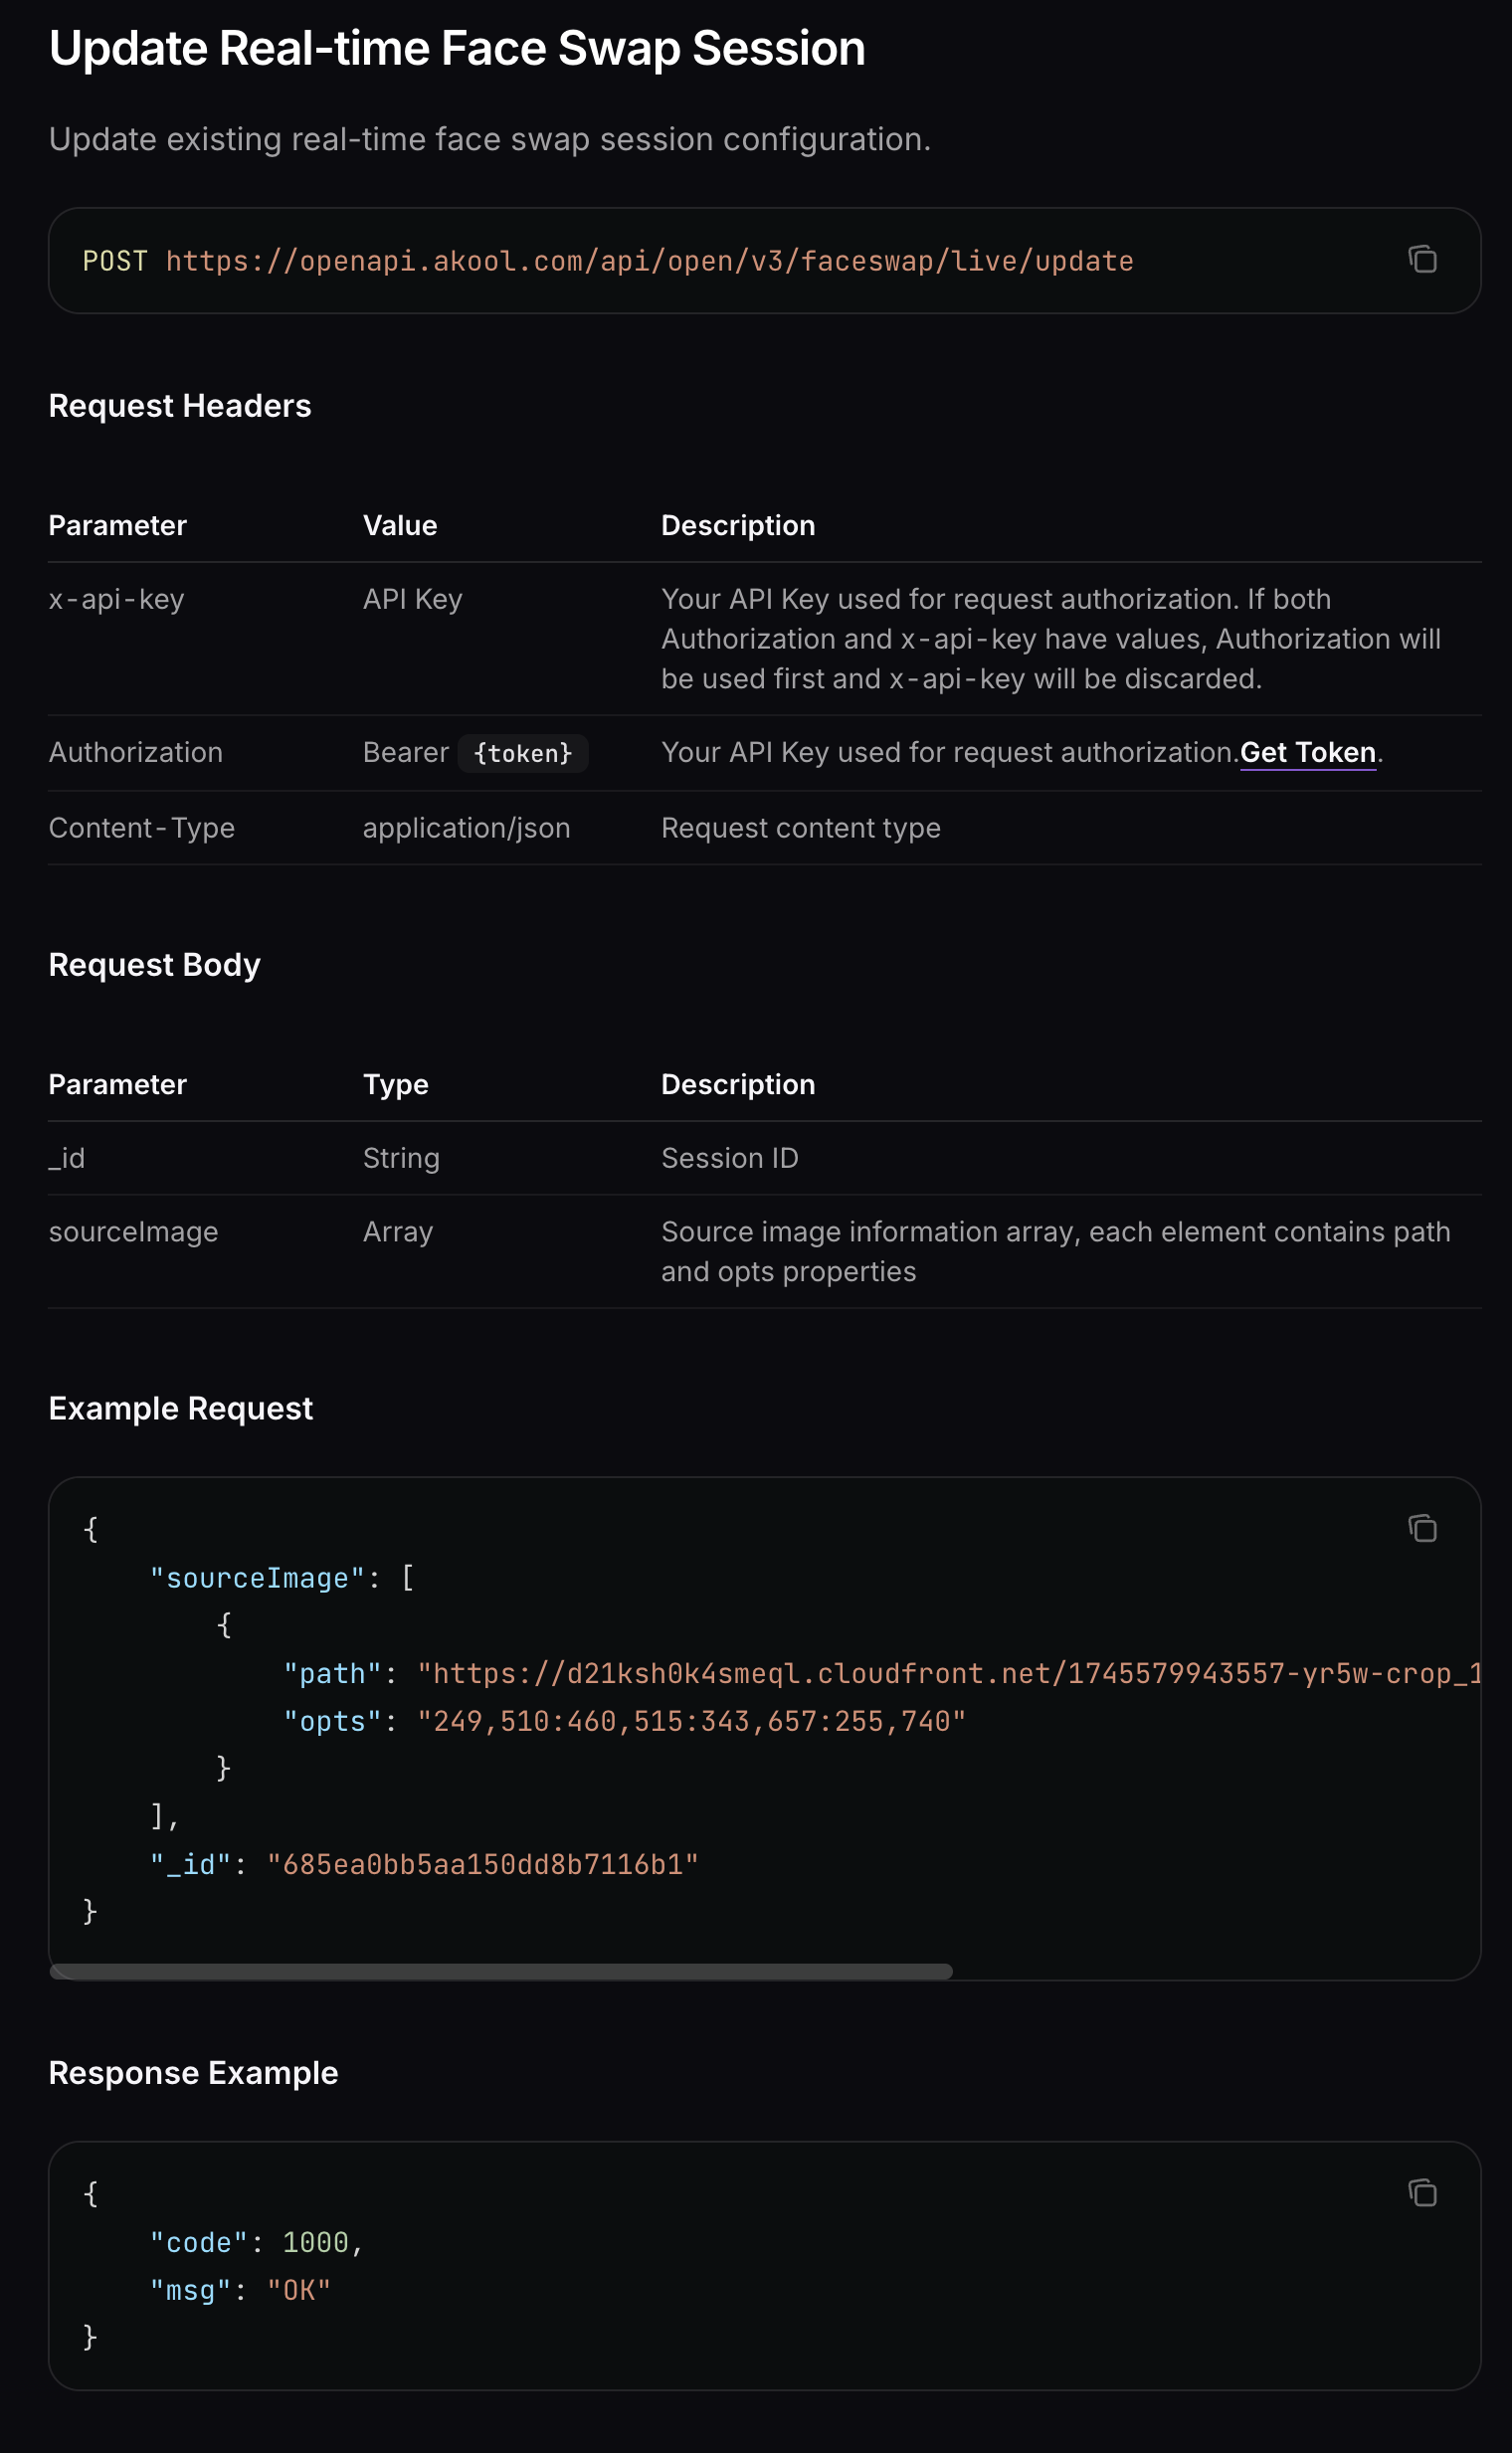 Update Real-time Face Swap Session
Update existing real-time face swap session configuration.
POST https://openapi.akool.com/api/open/v3/faceswap/live/update
Request Headers
Parameter Value Description
x-api-key API Key Your API Key used for request authorization. If both
Authorization and x-api-key have values, Authorization will
be used first and x-api-key will be discarded.
Authorization Bearer {token} Your API Key used for request authorization.Get Token.
Content-Type application/json Request content type
Request Body
Parameter Type Description
_id String Session ID
sourceImage Array Source image information array, each element contains path
and opts properties
Example Request
{
    "sourceImage": [
        {
            "path": "https://d21ksh0k4smeql.cloudfront.net/1745579943557-yr5w-crop_1
            "opts": "249,510:460,515:343,657:255,740"
        }
    ],
    "_id": "685ea0bb5aa150dd8b7116b1"
}
Response Example
{
    "code": 1000,
    "msg": "OK"
}